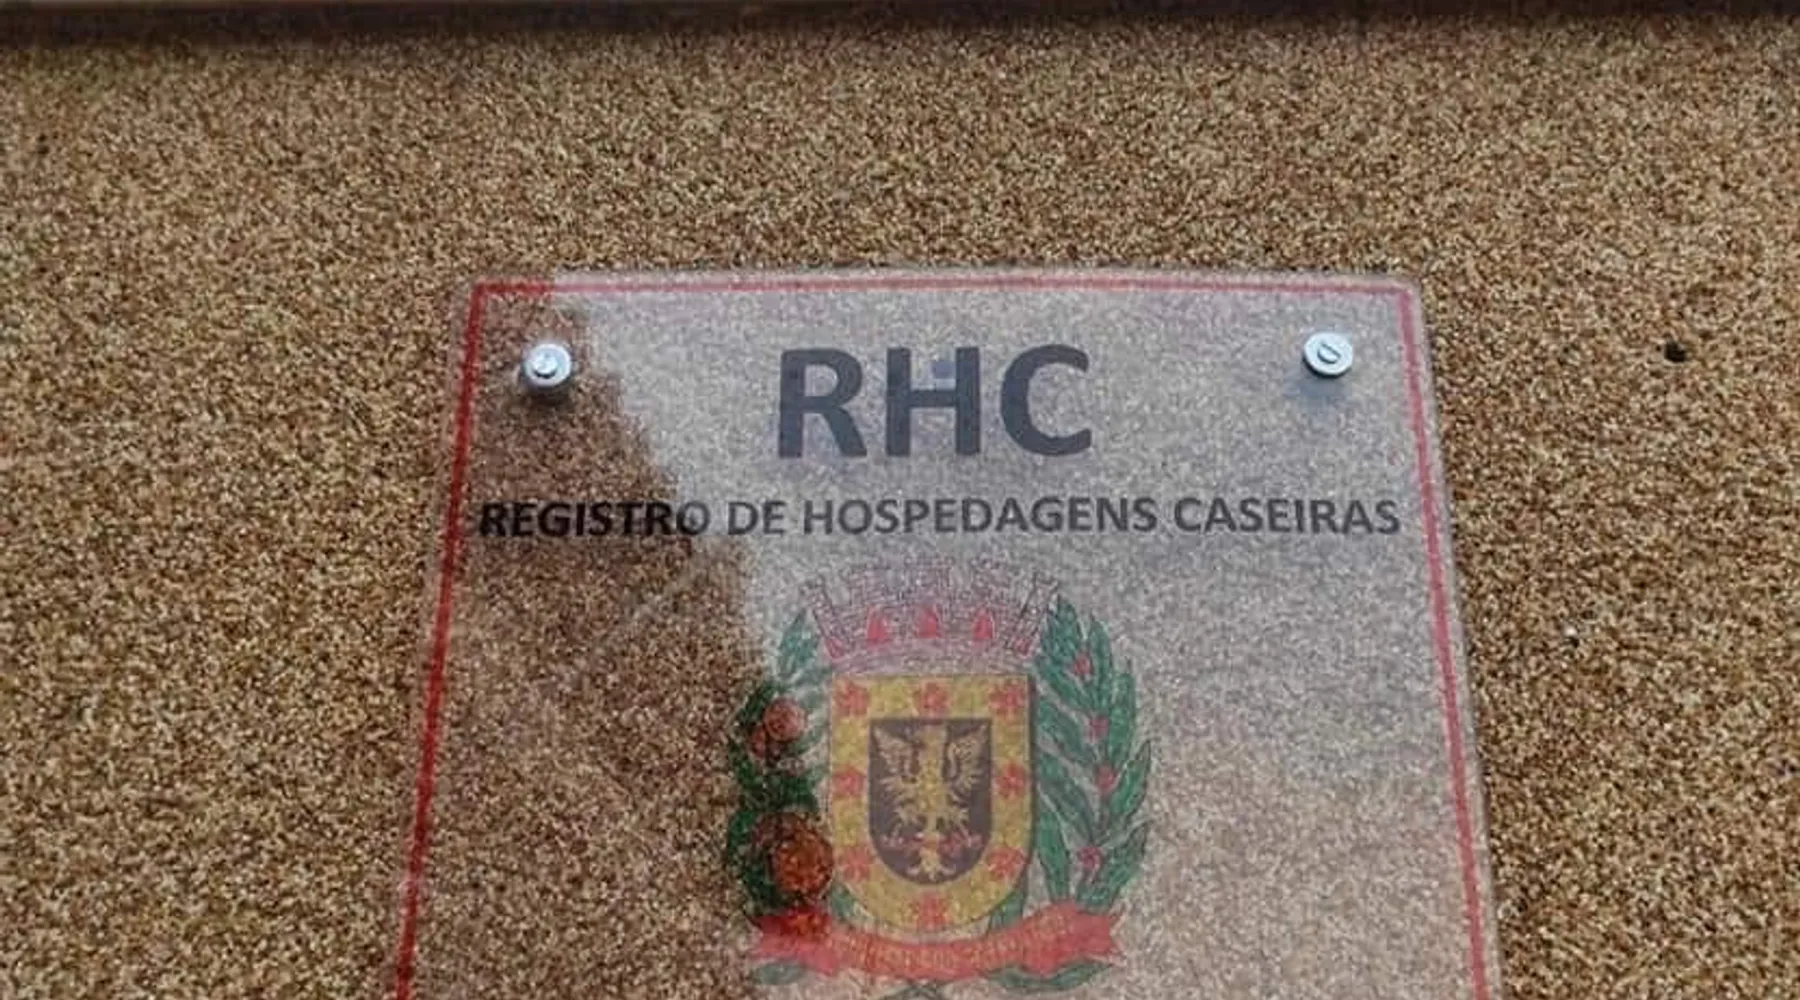 RHC
REGISTRO DE HOSPEDAGENS CASEIRAS